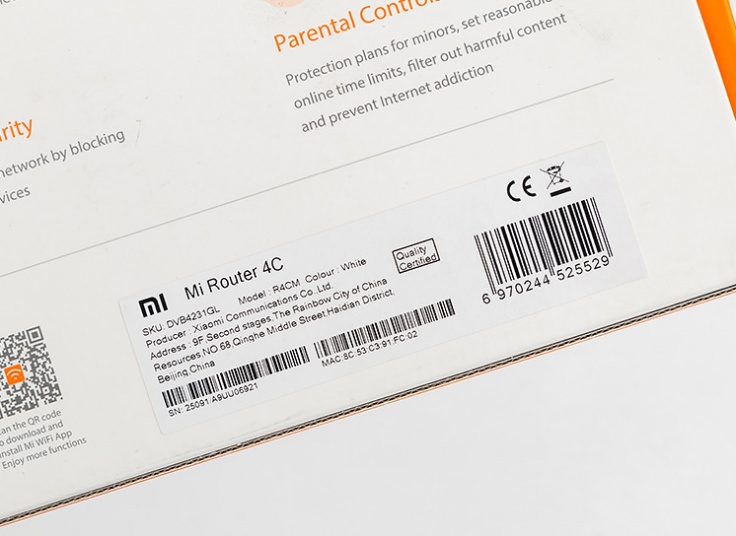 Parental Controls
Protection plans for minors, set reasonable
online time limits, filter out harmful content
and prevent Internet addiction
rity
network by blocking
vices
CE
mi
Mi Router 4C
SKU: DVB4231GL Model : R4CM Colour : White
Quality
Certified
Producer : Xiaomi Communications Co.,Ltd.
Address : 9F,Second stages,The Rainbow City of China
Resources,NO 68,Qinghe Middle Street,Haidian District,
Beijing,China
SN: 25091/A9UU06921
MAC:8C:53:C3:91:FC:02
6 970244 525529
can the QR code
o download and
nstall Mi WiFi App
Enjoy more functions